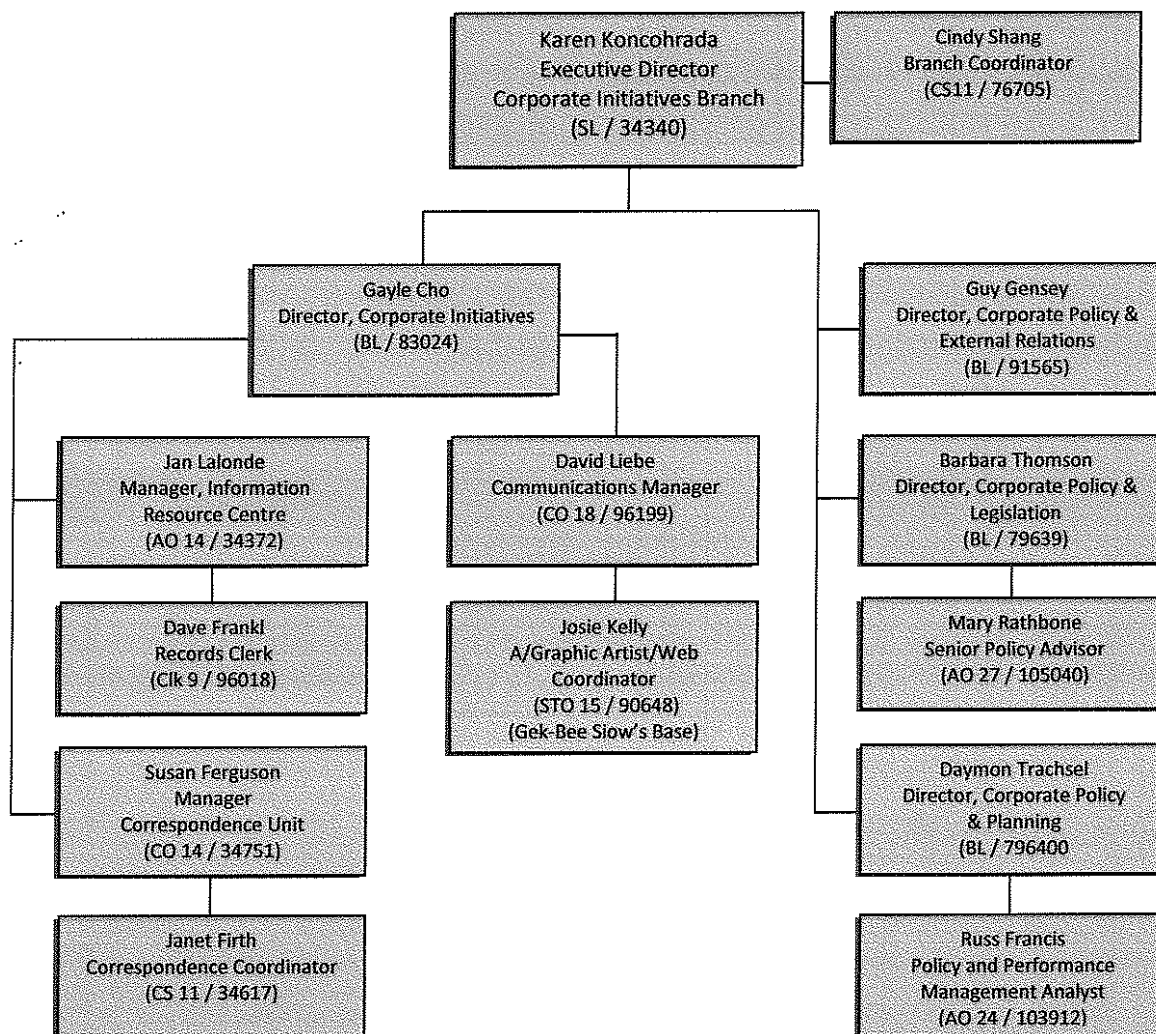 Karen Koncohrada
Executive Director
Corporate Initiatives Branch
(SL / 34340)
Cindy Shang
Branch Coordinator
(CS11 / 76705)
Gayle Cho
Director, Corporate Initiatives
(BL / 83024)
Guy Gensey
Director, Corporate Policy &
External Relations
(BL / 91565)
Jan Lalonde
Manager, Information
Resource Centre
(AO 14 / 34372)
David Liebe
Communications Manager
(CO 18 / 96199)
Barbara Thomson
Director, Corporate Policy &
Legislation
(BL / 79639)
Dave Frankl
Records Clerk
(Clk 9 / 96018)
Josie Kelly
A/Graphic Artist/Web
Coordinator
(STO 15 / 90648)
(Gek-Bee Siow's Base)
Mary Rathbone
Senior Policy Advisor
(AO 27 / 105040)
Susan Ferguson
Manager
Correspondence Unit
(CO 14 / 34751)
Daymon Trachsel
Director, Corporate Policy
& Planning
(BL / 796400
Janet Firth
Correspondence Coordinator
(CS 11 / 34617)
Russ Francis
Policy and Performance
Management Analyst
(AO 24 / 103912)